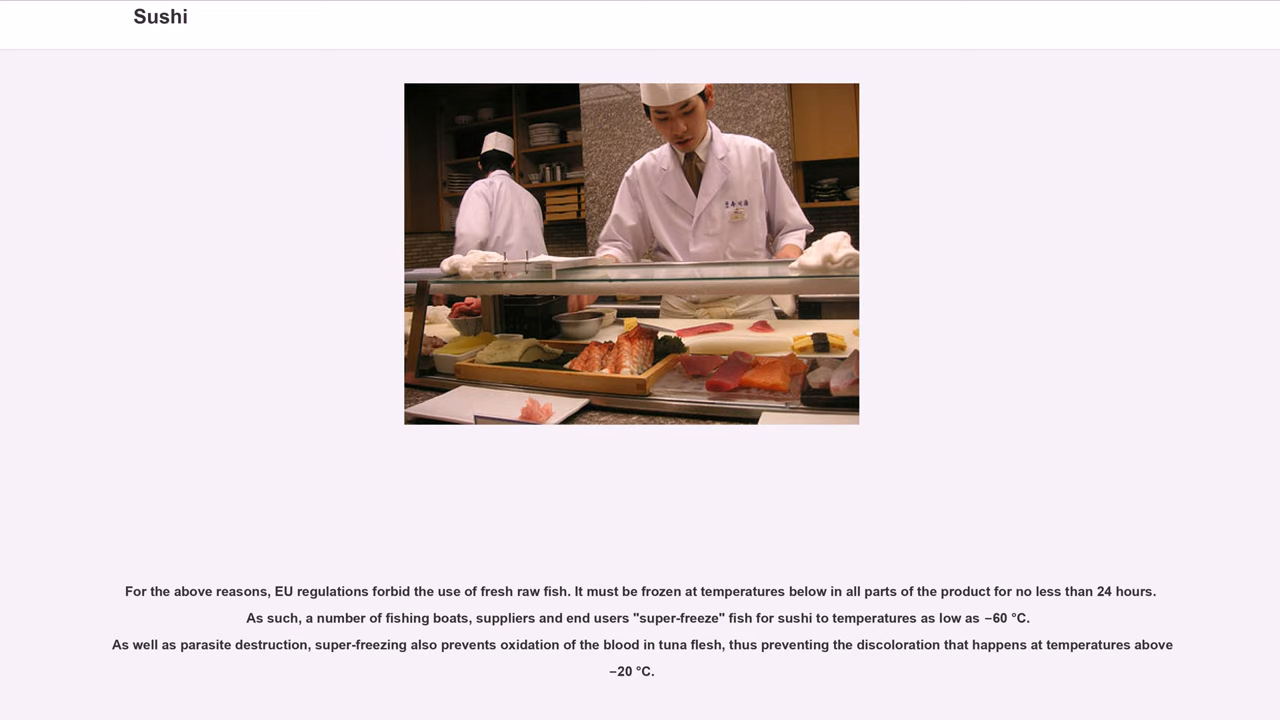 Sushi
For the above reasons, EU regulations forbid the use of fresh raw fish. It must be frozen at temperatures below in all parts of the product for no less than 24 hours.
As such, a number of fishing boats, suppliers and end users "super-freeze" fish for sushi to temperatures as low as −60 °C.
As well as parasite destruction, super-freezing also prevents oxidation of the blood in tuna flesh, thus preventing the discoloration that happens at temperatures above
−20 °C.